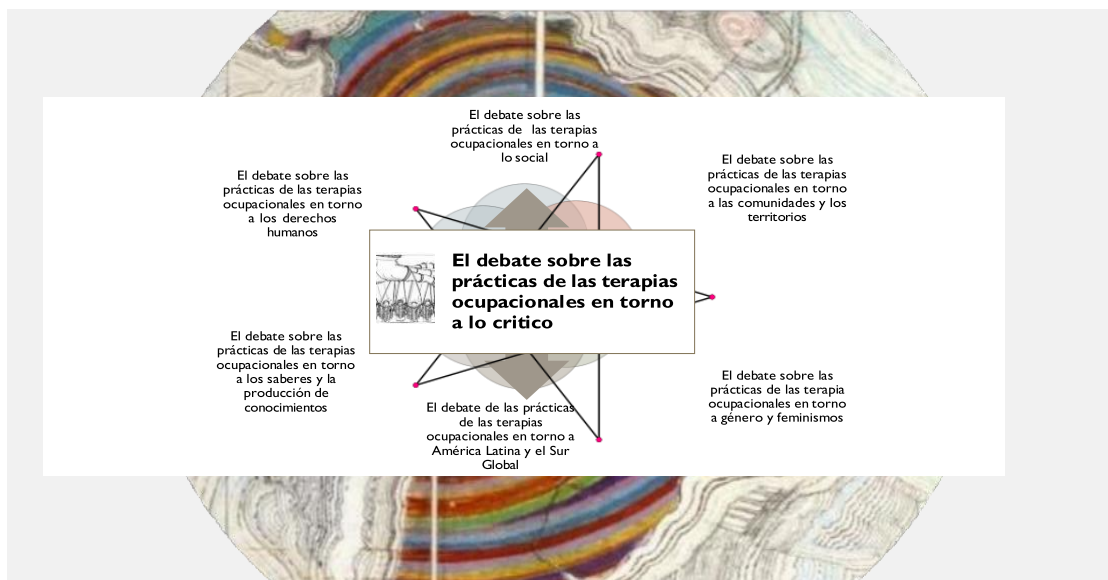 El debate sobre las
prácticas de las terapias
ocupacionales en torno a
lo social
El debate sobre las
prácticas de las terapias
ocupacionales en torno
a las comunidades y los
territorios
El debate sobre las
prácticas de las terapias
ocupacionales en torno
a los derechos
humanos
El debate sobre las
prácticas de las terapias
ocupacionales en torno
a lo critico
El debate sobre las
prácticas de las terapias
ocupacionales en torno
a los saberes y la
producción de
conocimientos
El debate sobre las
prácticas de las terapia
ocupacionales en torno
a género y feminismos
El debate de las prácticas
de las terapias
ocupacionales en torno a
América Latina y el Sur
Global